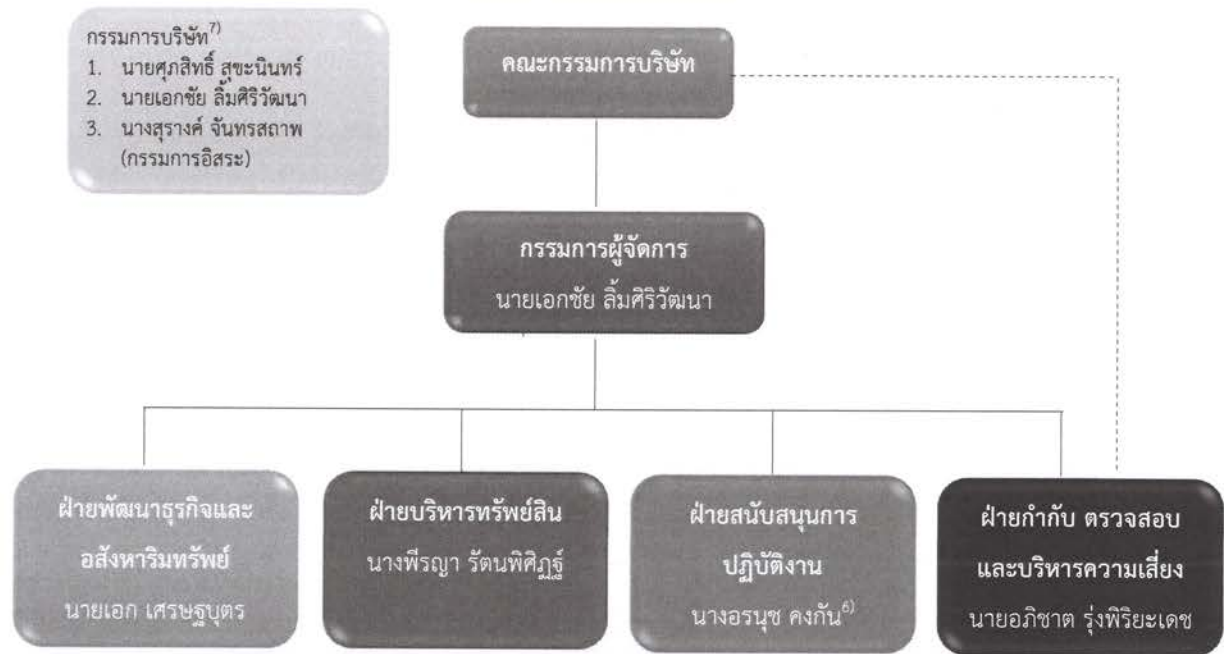 กรรมการบริษัท7)
1. นายศุภสิทธิ์ สุขะนินทร์
2. นายเอกชัย ลิ้มศิริวัฒนา
3. นางสุรางค์ จันทรสถาพ
(กรรมการอิสระ)
คณะกรรมการบริษัท
กรรมการผู้จัดการ
นายเอกชัย ลิ้มศิริวัฒนา
ฝ่ายพัฒนาธุรกิจและ
อสังหาริมทรัพย์
นายเอก เศรษฐบุตร
ฝ่ายบริหารทรัพย์สิน
นางพีรญา รัตนพิศิฏฐ์
ฝ่ายสนับสนุนการ
ปฏิบัติงาน
นางอรนุช คงกัน6)
ฝ่ายกำกับ ตรวจสอบ
และบริหารความเสี่ยง
นายอภิชาต รุ่งพิริยะเดช